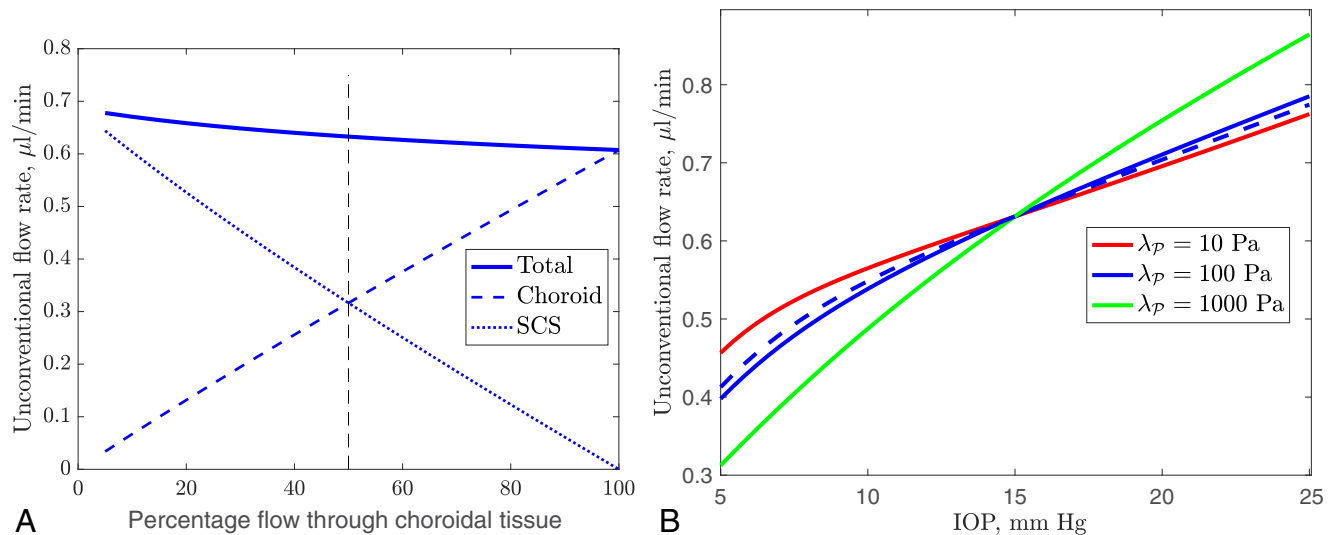 0.8
0.7
0.6
0.5
0.4
0.3
0.2
0.1
0
Unconventional flow rate, μl/min
Total
Choroid
SCS
0 20 40 60 80 100
Percentage flow through choroidal tissue
A
0.8
0.7
0.6
0.5
0.4
0.3
Unconventional flow rate, μl/min
λ𝒫 = 10 Pa
λ𝒫 = 100 Pa
λ𝒫 = 1000 Pa
5 10 15 20 25
IOP, mm Hg
B